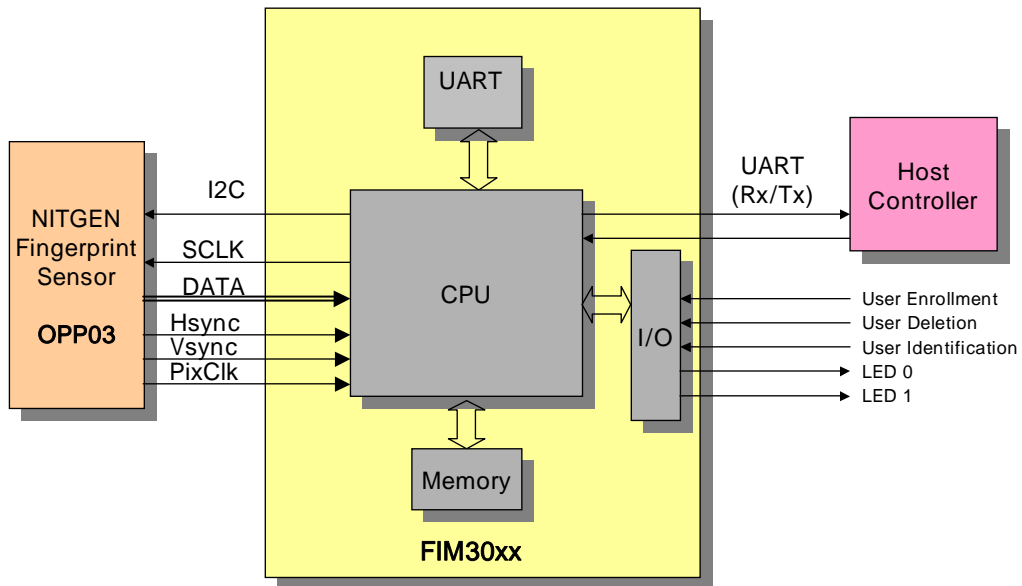 UART
I2C
SCLK
DATA
Hsync
Vsync
PixClk
NITGEN
Fingerprint
Sensor
OPP03
CPU
Memory
FIM30xx
I/O
UART
(Rx/Tx)
Host
Controller
User Enrollment
User Deletion
User Identification
LED 0
LED 1